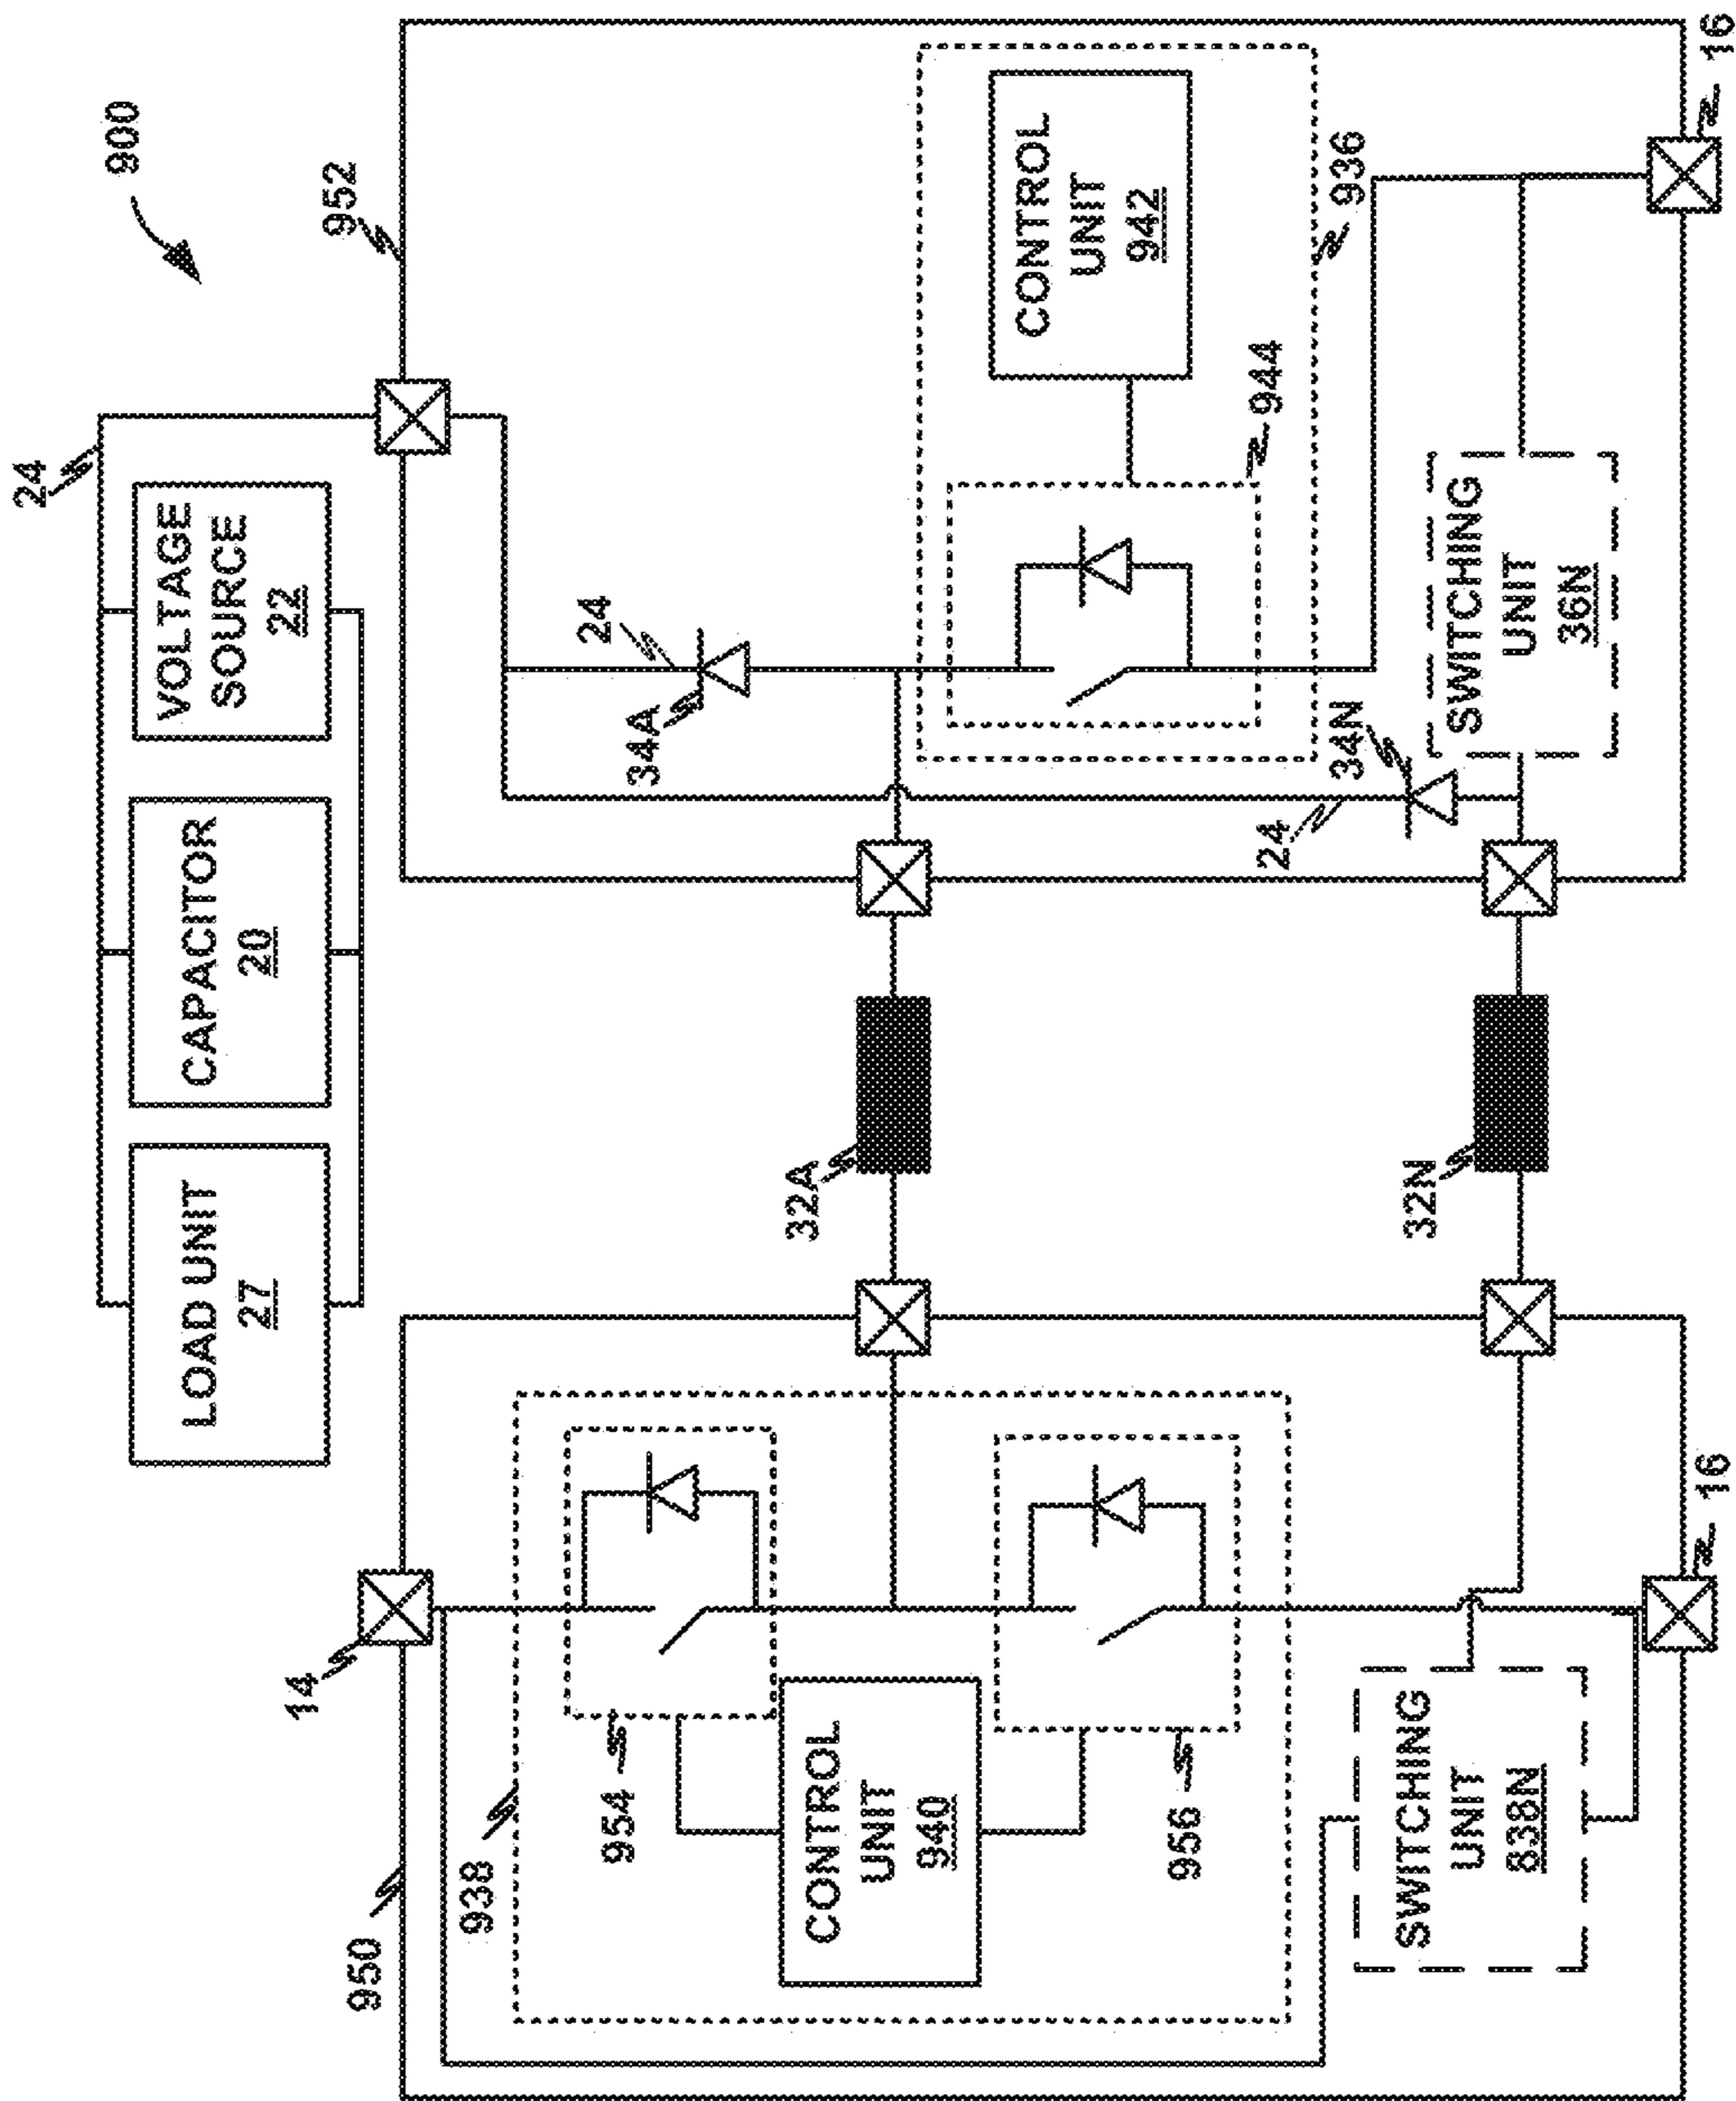 900
24
LOAD UNIT
27
CAPACITOR
20
VOLTAGE
SOURCE
22
950
14
952
938
954
CONTROL
UNIT
940
956
32A
34A
24
CONTROL
UNIT
942
944
936
SWITCHING
UNIT
838N
16
32N
24
34N
SWITCHING
UNIT
36N
16